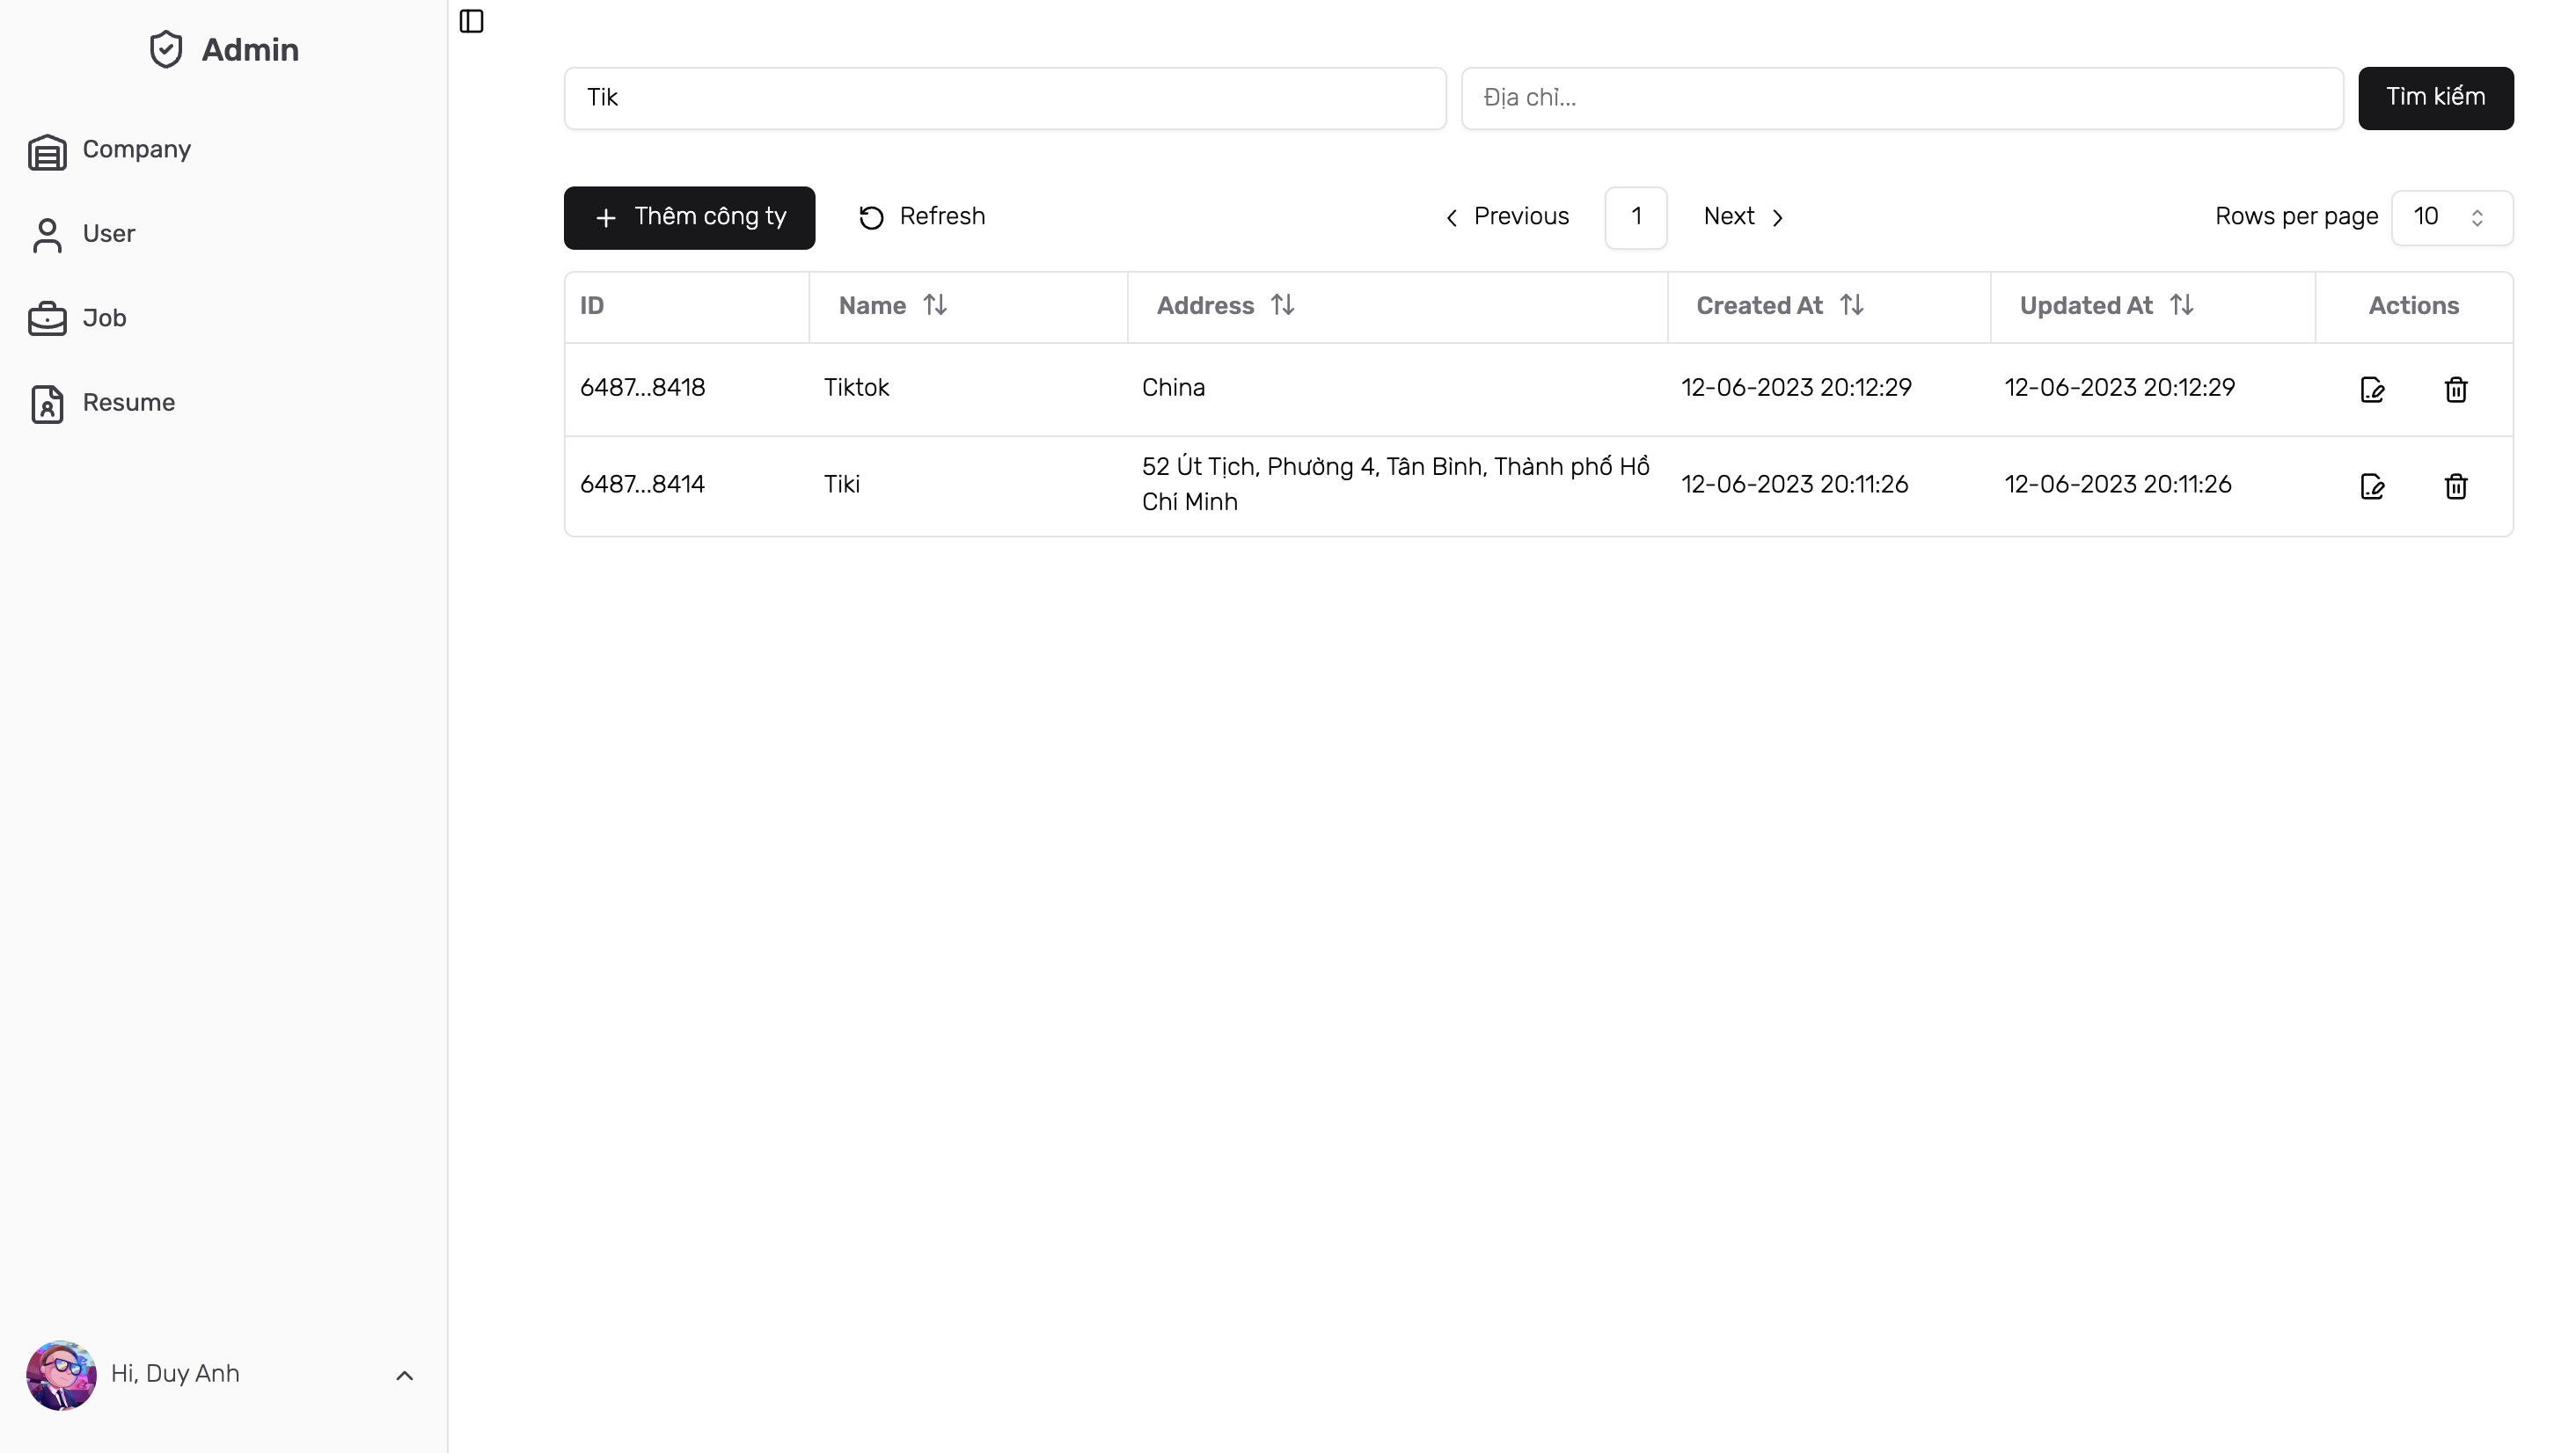 Admin
Company
User
Job
Resume
Hi, Duy Anh
Tik
Địa chỉ...
Tìm kiếm
Thêm công ty
Refresh
Previous
1
Next
Rows per page
10
ID Name Address Created At Updated At Actions
6487...8418 Tiktok China 12-06-2023 20:12:29 12-06-2023 20:12:29
6487...8414 Tiki 52 Út Tịch, Phường 4, Tân Bình, Thành phố Hồ
Chí Minh 12-06-2023 20:11:26 12-06-2023 20:11:26